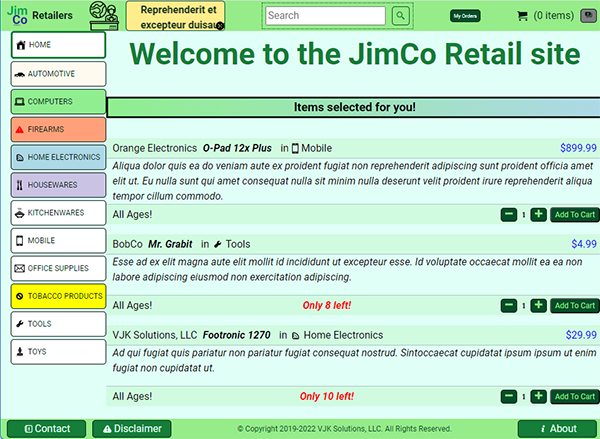 Jim
Co Retailers
Reprehenderit et
excepteur duisau
Search
My Orders
(0 items)
HOME
AUTOMOTIVE
COMPUTERS
FIREARMS
HOME ELECTRONICS
HOUSEWARES
KITCHENWARES
MOBILE
OFFICE SUPPLIES
TOBACCO PRODUCTS
TOOLS
TOYS
Welcome to the JimCo Retail site
Items selected for you!
Orange Electronics O-Pad 12x Plus in Mobile $899.99
Aliqua dolor quis ea do veniam aute ex proident fugiat non reprehenderit adipiscing sunt proident officia amet
elit ut. Eu nulla sunt qui amet consequat nulla sit minim nulla deserunt velit proident irure reprehenderit aliqua
tempor cillum commodo.
All Ages! 1 Add To Cart
BobCo Mr. Grabit in Tools $4.99
Esse ad ex elit magna aute elit mollit id incididunt ut excepteur esse. Id voluptate occaecat mollit ea ea non
labore adipiscing eiusmod non exercitation adipiscing.
All Ages! Only 8 left! 1 Add To Cart
VJK Solutions, LLC Footronic 1270 in Home Electronics $29.99
Ad qui fugiat quis pariatur non pariatur fugiat consequat nostrud. Sintoccaecat cupidatat ipsum ipsum ut enim
fugiat non cupidatat ut.
All Ages! Only 10 left! 1 Add To Cart
Contact Disclaimer © Copyright 2019-2022 VJK Solutions, LLC. All Rights Reserved. About